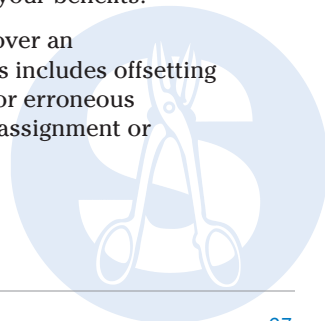 your benefits.
over an
s includes offsetting
or erroneous
assignment or